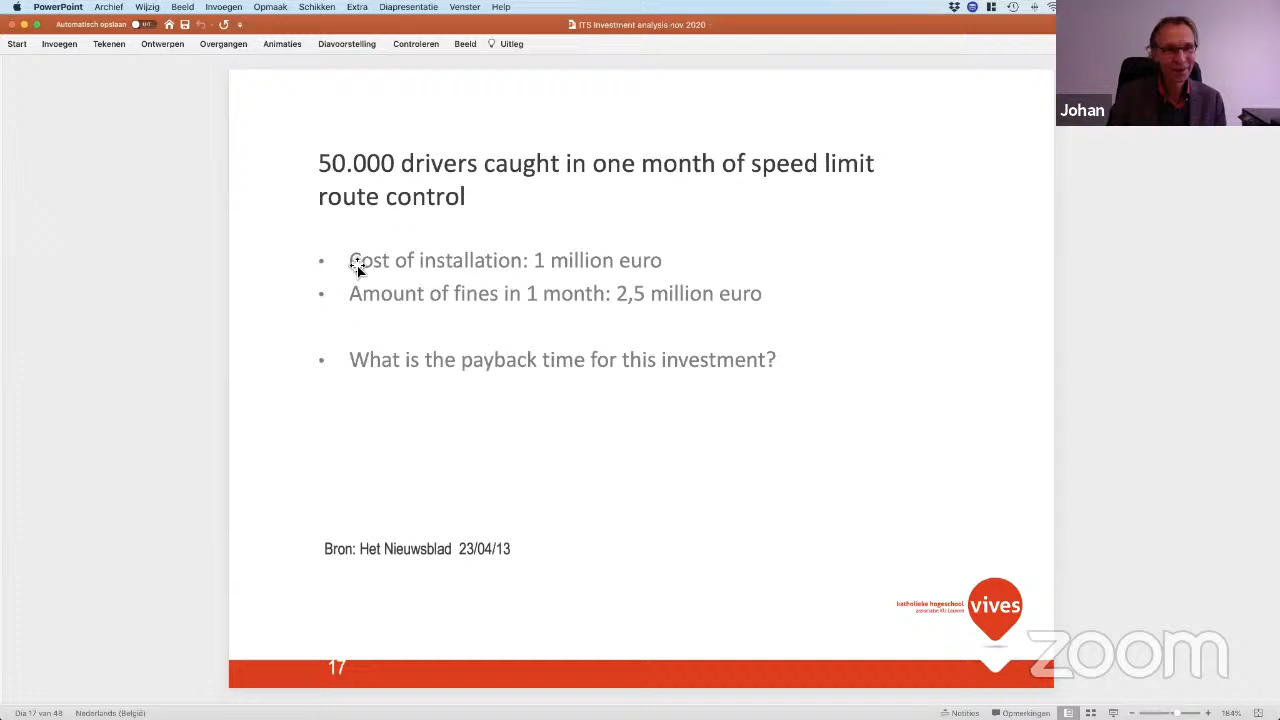 PowerPoint Archief Wijzig Beeld Invoegen Opmaak Schikken Extra Diapresentatie Venster Help
Automatisch opslaan UIT ITS Investment analysis nov 2020
Start Invoegen Tekenen Ontwerpen Overgangen Animaties Diavoorstelling Controleren Beeld Uitleg
Johan
50.000 drivers caught in one month of speed limit
route control
• Cost of installation: 1 million euro
• Amount of fines in 1 month: 2,5 million euro
• What is the payback time for this investment?
Bron: Het Nieuwsblad 23/04/13
katholieke hogeschool
associatie KU Leuven
vives
zoom
17
Dia 17 van 48 Nederlands (België) Notities Opmerkingen 184%